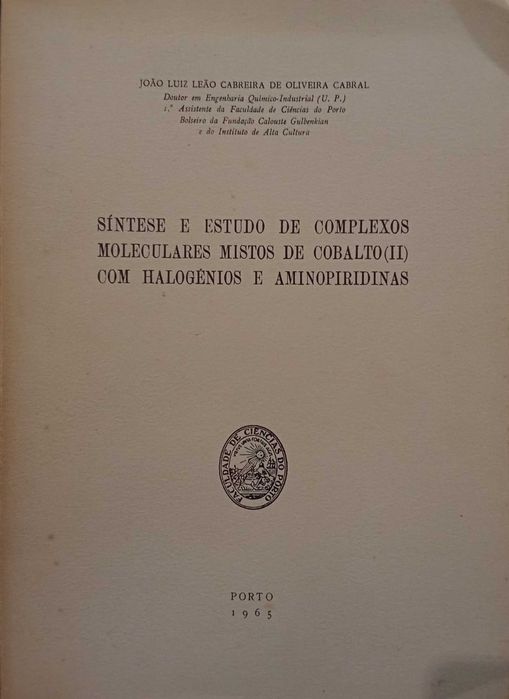 JOÃO LUIZ LEÃO CABREIRA DE OLIVEIRA CABRAL
Doutor em Engenharia Químico-Industrial (U. P.)
1.º Assistente da Faculdade de Ciências do Porto
Bolseiro da Fundação Calouste Gulbenkian
e do Instituto de Alta Cultura
SÍNTESE E ESTUDO DE COMPLEXOS
MOLECULARES MISTOS DE COBALTO(II)
COM HALOGÉNIOS E AMINOPIRIDINAS
FACULDADE DE CIÊNCIAS DO PORTO
PORTO
1965